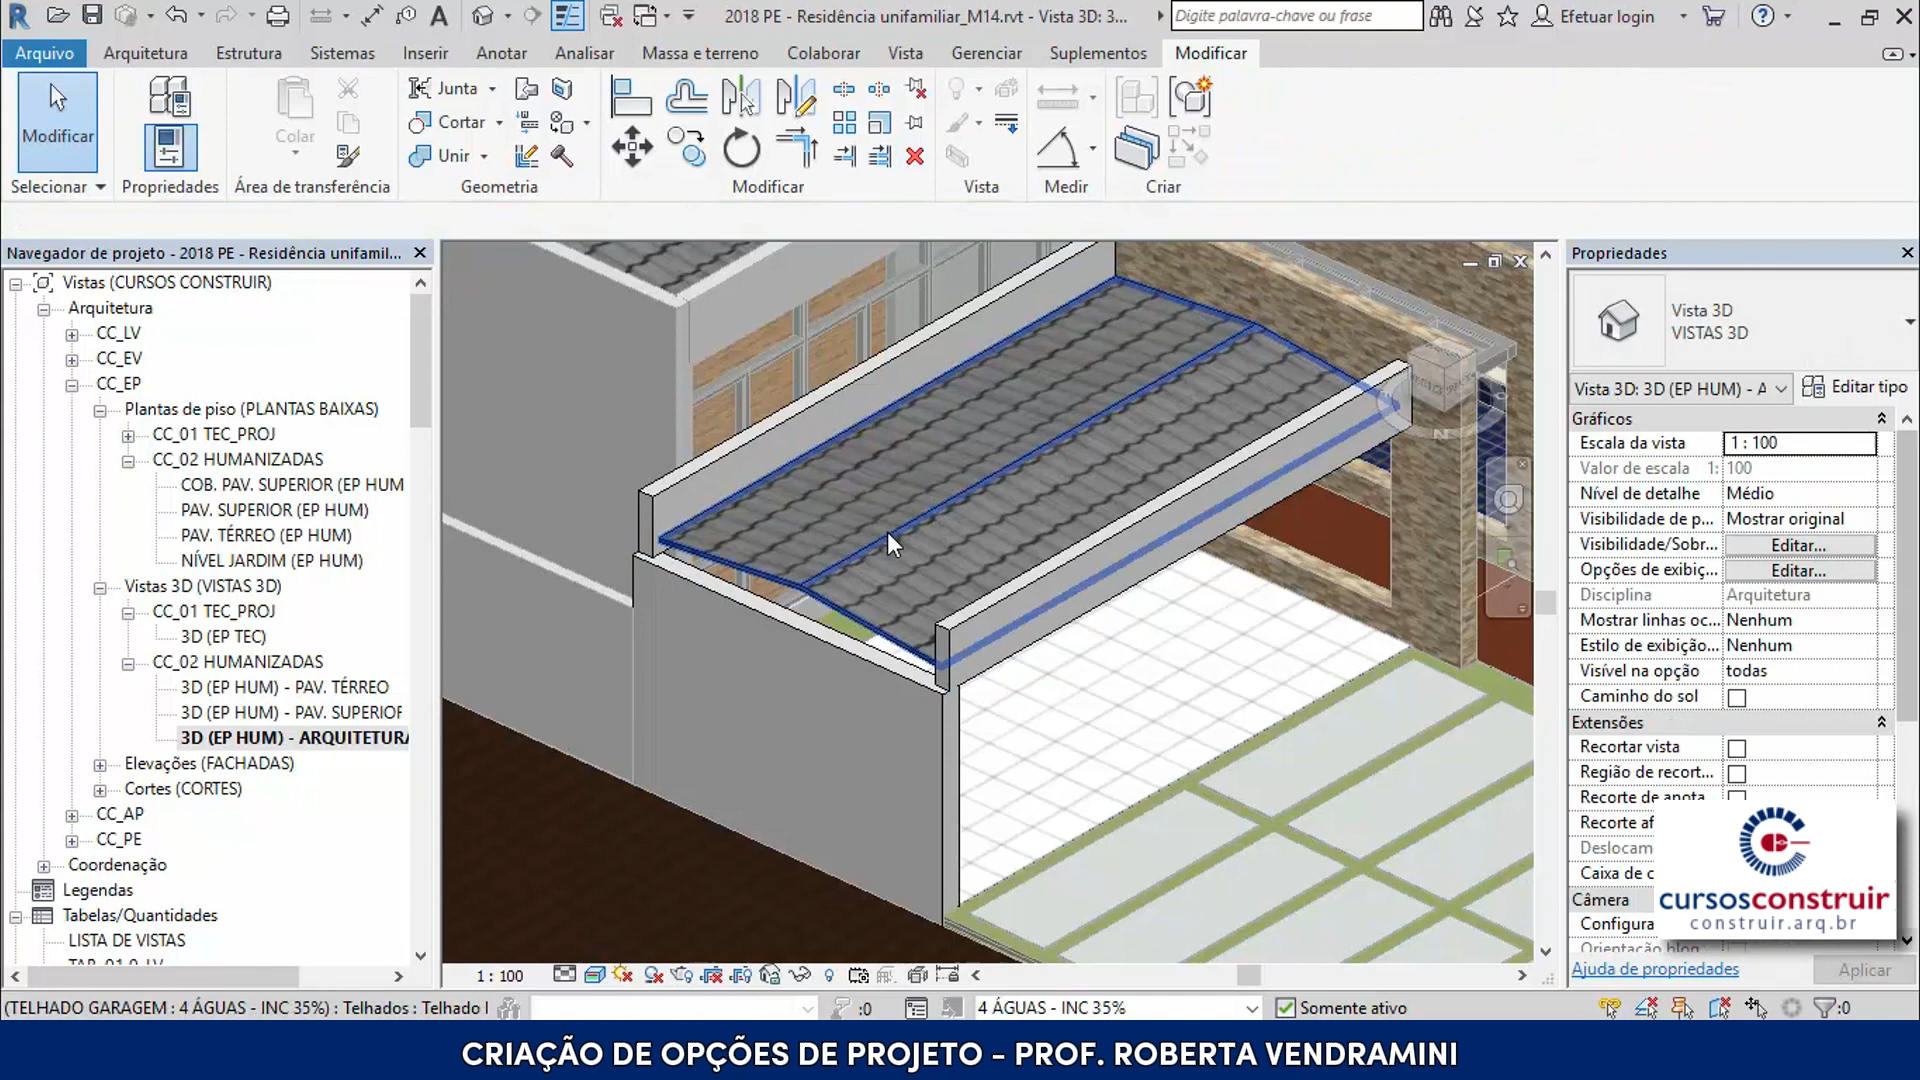 2018 PE - Residência unifamiliar_M14.rvt - Vista 3D: 3...
Digite palavra-chave ou frase
Efetuar login
Arquivo Arquitetura Estrutura Sistemas Inserir Anotar Analisar Massa e terreno Colaborar Vista Gerenciar Suplementos Modificar
Modificar
Colar
Junta
Cortar
Unir
Selecionar Propriedades Área de transferência Geometria Modificar Vista Medir Criar
Navegador de projeto - 2018 PE - Residência unifamil...
Vistas (CURSOS CONSTRUIR)
Arquitetura
CC_LV
CC_EV
CC_EP
Plantas de piso (PLANTAS BAIXAS)
CC_01 TEC_PROJ
CC_02 HUMANIZADAS
COB. PAV. SUPERIOR (EP HUM
PAV. SUPERIOR (EP HUM)
PAV. TÉRREO (EP HUM)
NÍVEL JARDIM (EP HUM)
Vistas 3D (VISTAS 3D)
CC_01 TEC_PROJ
3D (EP TEC)
CC_02 HUMANIZADAS
3D (EP HUM) - PAV. TÉRREO
3D (EP HUM) - PAV. SUPERIOR
3D (EP HUM) - ARQUITETURA
Elevações (FACHADAS)
Cortes (CORTES)
CC_AP
CC_PE
Coordenação
Legendas
Tabelas/Quantidades
LISTA DE VISTAS
N
1 : 100
Propriedades
Vista 3D
VISTAS 3D
Vista 3D: 3D (EP HUM) - A Editar tipo
Gráficos
Escala da vista 1 : 100
Valor de escala 1: 100
Nível de detalhe Médio
Visibilidade de p... Mostrar original
Visibilidade/Sobr... Editar...
Opções de exibiç... Editar...
Disciplina Arquitetura
Mostrar linhas oc... Nenhum
Estilo de exibição... Nenhum
Visível na opção todas
Caminho do sol
Extensões
Recortar vista
Região de recort...
Recorte de anota
Recorte af
Deslocam
Caixa de c
Câmera
Configura
cursosconstruir
construir.arq.br
Ajuda de propriedades Aplicar
(TELHADO GARAGEM : 4 ÁGUAS - INC 35%) : Telhados : Telhado l
:0
4 ÁGUAS - INC 35%
Somente ativo
:0
CRIAÇÃO DE OPÇÕES DE PROJETO - PROF. ROBERTA VENDRAMINI